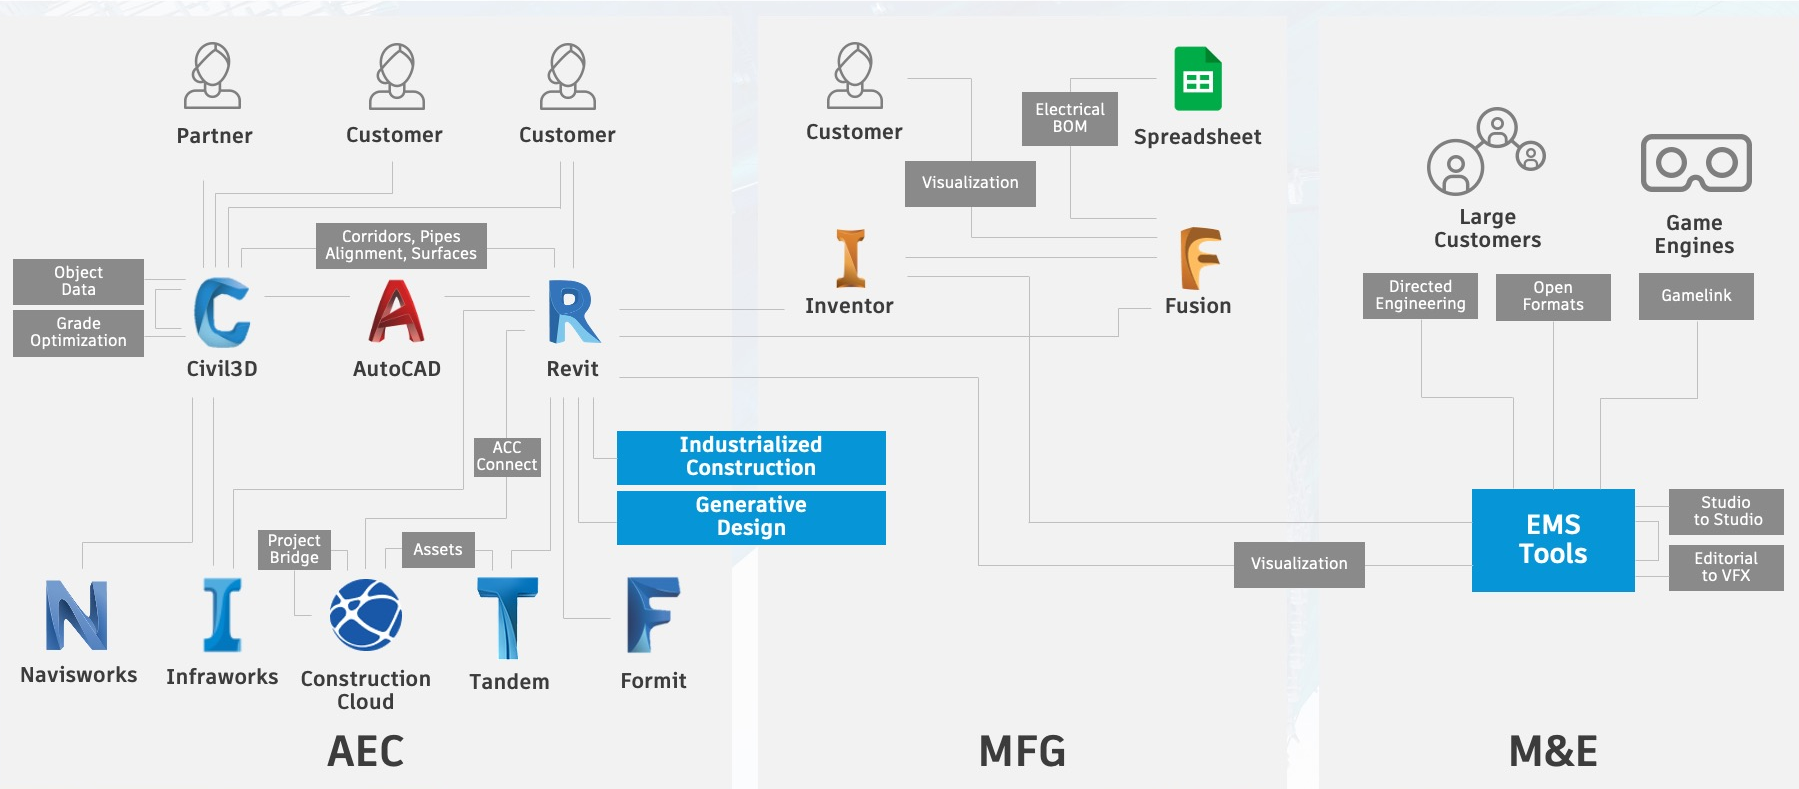 Partner
Customer
Customer
Corridors, Pipes
Alignment, Surfaces
Object
Data
Grade
Optimization
Civil3D
AutoCAD
Revit
ACC
Connect
Industrialized
Construction
Generative
Design
Project
Bridge
Assets
Navisworks
Infraworks
Construction
Cloud
Tandem
Formit
AEC
Customer
Electrical
BOM
Spreadsheet
Visualization
Inventor
Fusion
Visualization
MFG
Large
Customers
Game
Engines
Directed
Engineering
Open
Formats
Gamelink
EMS
Tools
Studio
to Studio
Editorial
to VFX
M&E